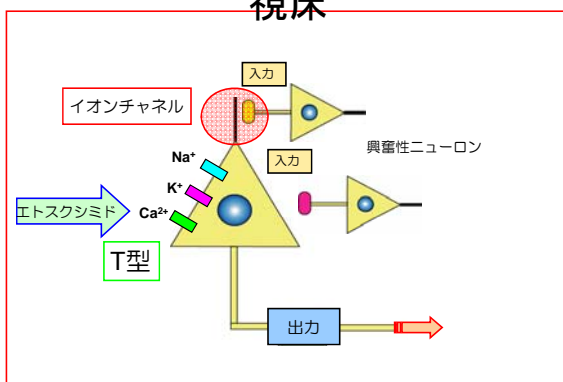 視床
入力
イオンチャネル
興奮性ニューロン
入力
Na⁺
K⁺
Ca²⁺
エトスクシミド
T型
出力